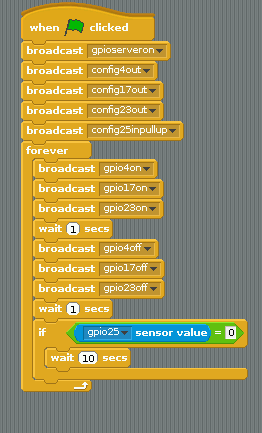 when clicked
broadcast gpioserveron
broadcast config4out
broadcast config17out
broadcast config23out
broadcast config25inpullup
forever
broadcast gpio4on
broadcast gpio17on
broadcast gpio23on
wait 1 secs
broadcast gpio4off
broadcast gpio17off
broadcast gpio23off
wait 1 secs
if gpio25 sensor value = 0
wait 10 secs